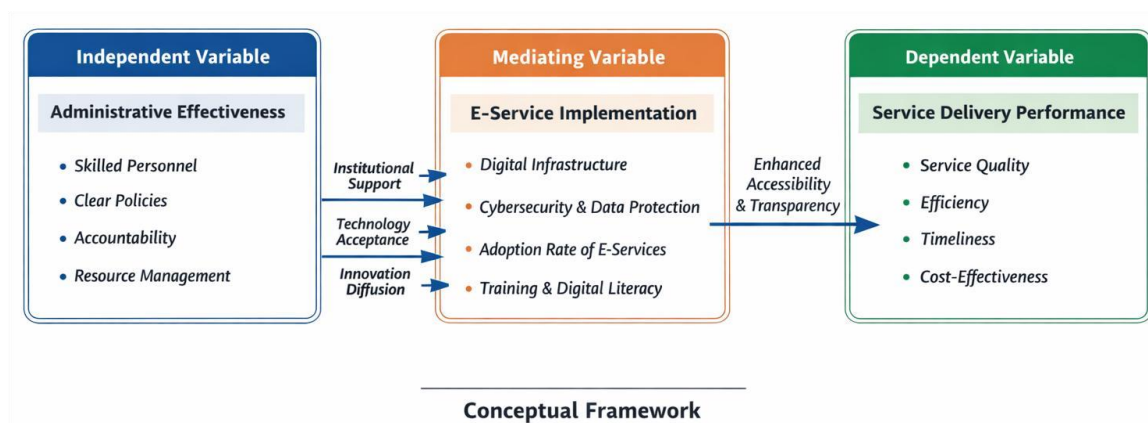 Independent Variable
Administrative Effectiveness
• Skilled Personnel
• Clear Policies
• Accountability
• Resource Management
Institutional
Support
Technology
Acceptance
Innovation
Diffusion
Mediating Variable
E-Service Implementation
• Digital Infrastructure
• Cybersecurity & Data Protection
• Adoption Rate of E-Services
• Training & Digital Literacy
Enhanced
Accessibility
& Transparency
Dependent Variable
Service Delivery Performance
• Service Quality
• Efficiency
• Timeliness
• Cost-Effectiveness
Conceptual Framework